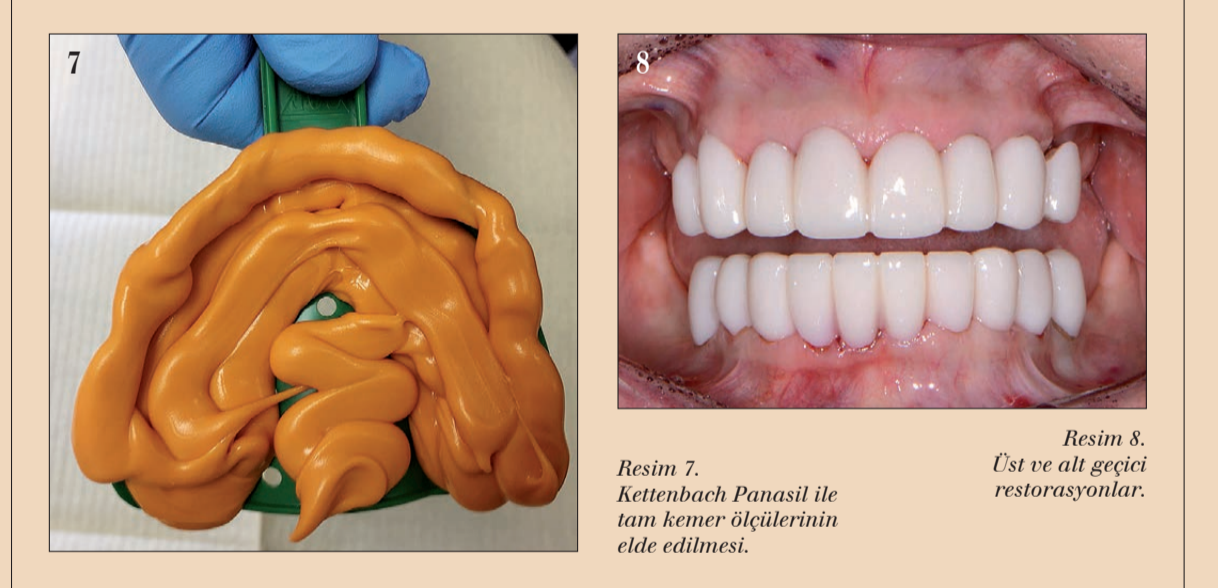 7
8
Resim 7.
Kettenbach Panasil ile
tam kemer ölçülerinin
elde edilmesi.
Resim 8.
Üst ve alt geçici
restorasyonlar.